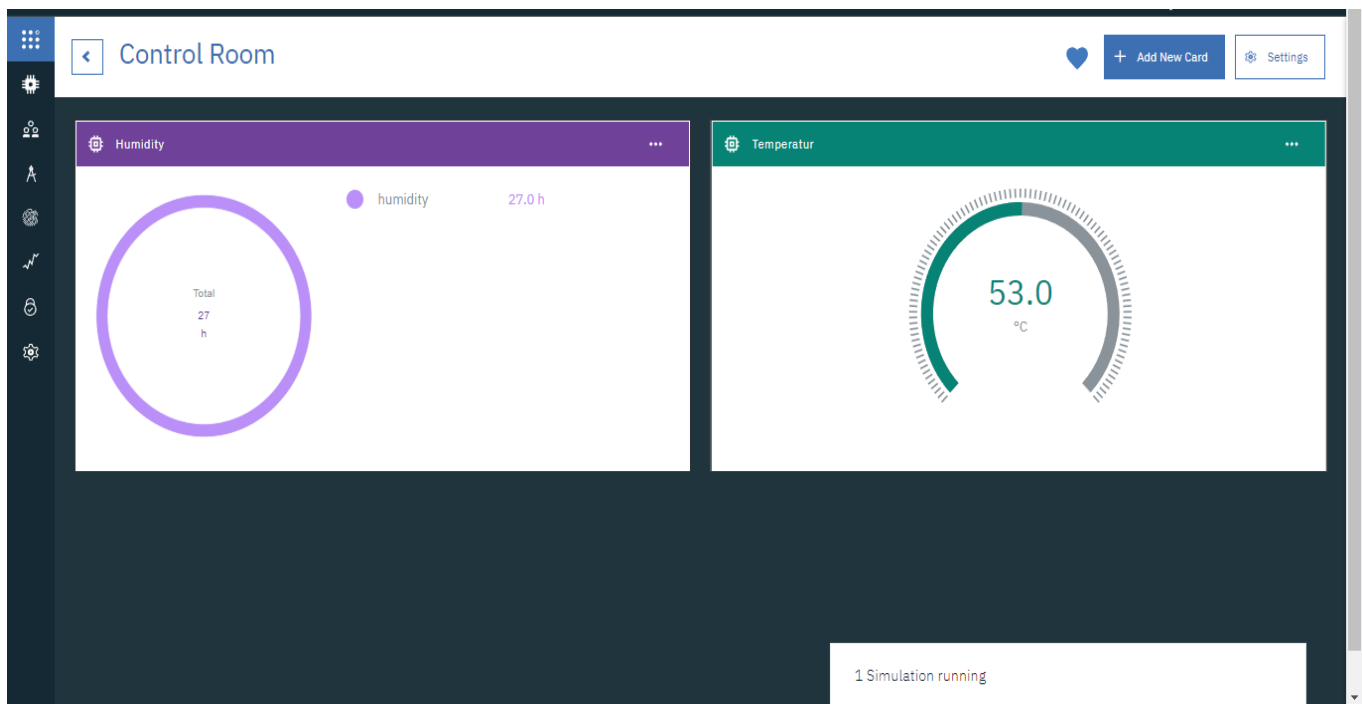 Control Room
+ Add New Card
Settings
Humidity
Temperatur
humidity 27.0 h
Total
27
h
53.0
°C
1 Simulation running